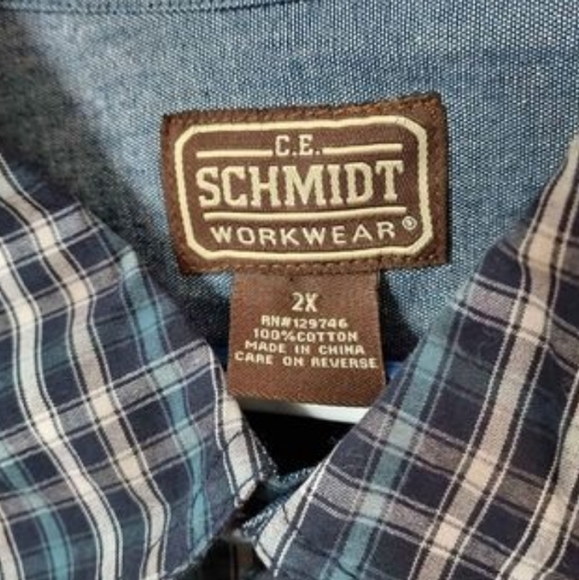 C.E.
SCHMIDT
WORKWEAR®
2X
RN#129746
100%COTTON
MADE IN CHINA
CARE ON REVERSE